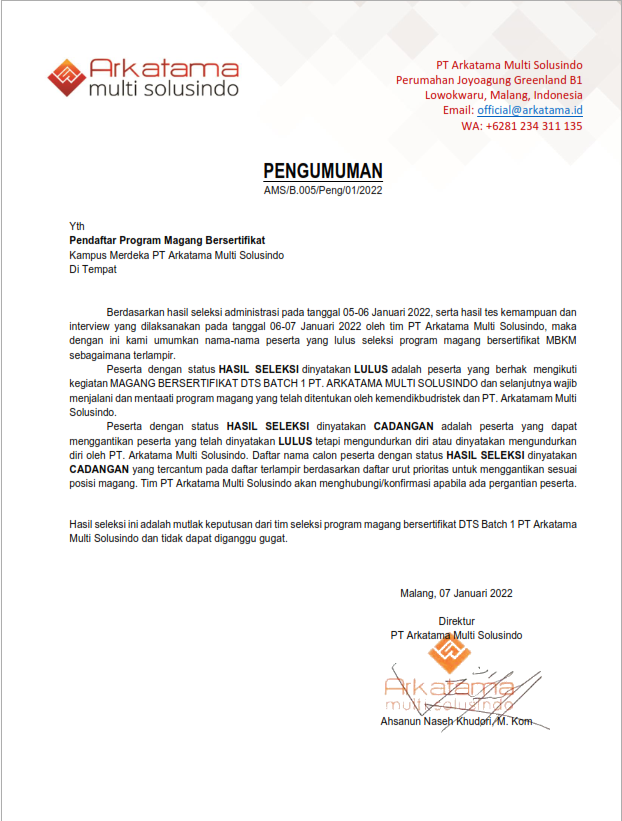 Arkatama
multi solusindo
PT Arkatama Multi Solusindo
Perumahan Joyoagung Greenland B1
Lowokwaru, Malang, Indonesia
Email: official@arkatama.id
WA: +6281 234 311 135
PENGUMUMAN
AMS/B.005/Peng/01/2022
Yth
Pendaftar Program Magang Bersertifikat
Kampus Merdeka PT Arkatama Multi Solusindo
Di Tempat
Berdasarkan hasil seleksi administrasi pada tanggal 05-06 Januari 2022, serta hasil tes kemampuan dan
interview yang dilaksanakan pada tanggal 06-07 Januari 2022 oleh tim PT Arkatama Multi Solusindo, maka
dengan ini kami umumkan nama-nama peserta yang lulus seleksi program magang bersertifikat MBKM
sebagaimana terlampir.
Peserta dengan status HASIL SELEKSI dinyatakan LULUS adalah peserta yang berhak mengikuti
kegiatan MAGANG BERSERTIFIKAT DTS BATCH 1 PT. ARKATAMA MULTI SOLUSINDO dan selanjutnya wajib
menjalani dan mentaati program magang yang telah ditentukan oleh kemendikbudristek dan PT. Arkatamam Multi
Solusindo.
Peserta dengan status HASIL SELEKSI dinyatakan CADANGAN adalah peserta yang dapat
menggantikan peserta yang telah dinyatakan LULUS tetapi mengundurkan diri atau dinyatakan mengundurkan
diri oleh PT. Arkatama Multi Solusindo. Daftar nama calon peserta dengan status HASIL SELEKSI dinyatakan
CADANGAN yang tercantum pada daftar terlampir berdasarkan daftar urut prioritas untuk menggantikan sesuai
posisi magang. Tim PT Arkatama Multi Solusindo akan menghubungi/konfirmasi apabila ada pergantian peserta.
Hasil seleksi ini adalah mutlak keputusan dari tim seleksi program magang bersertifikat DTS Batch 1 PT Arkatama
Multi Solusindo dan tidak dapat diganggu gugat.
Malang, 07 Januari 2022
Direktur
PT Arkatama Multi Solusindo
Arkatama
multi solusindo
Ahsanun Naseh Khudori, M. Kom